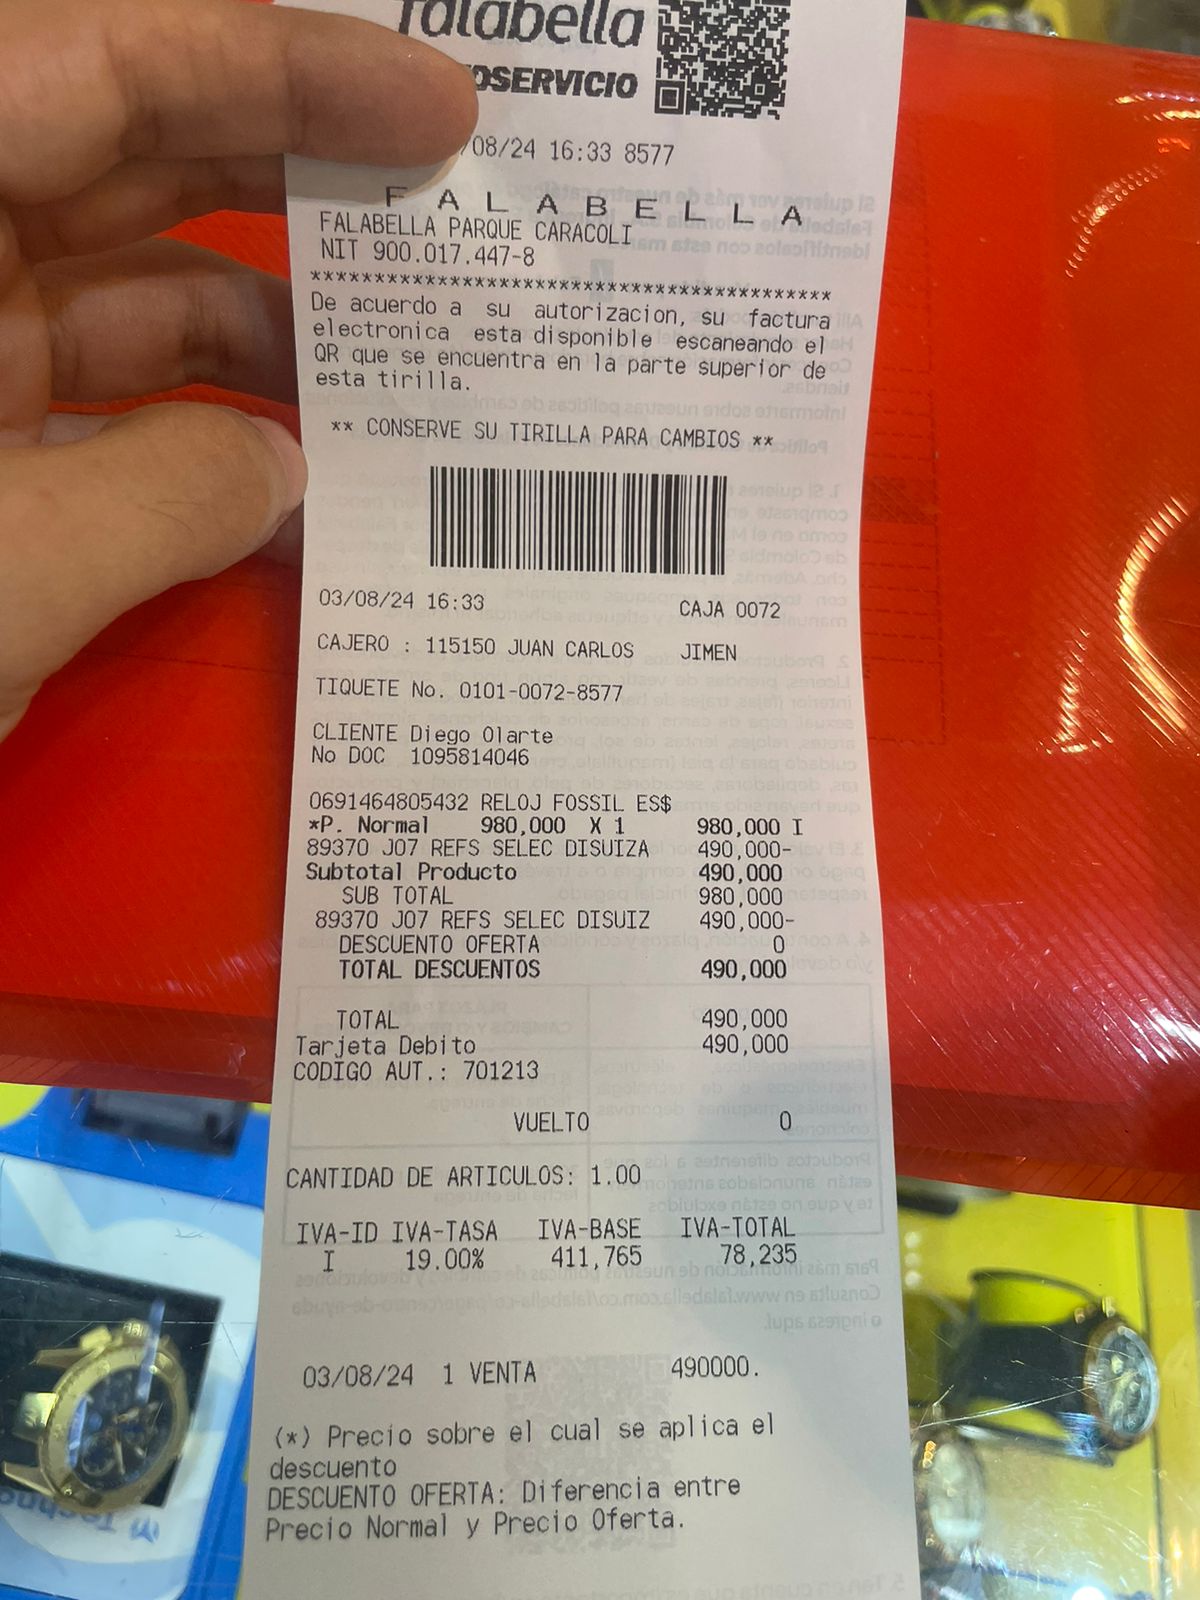 falabella
OSERVICIO
/08/24 16:33 8577
F A L A B E L L A
FALABELLA PARQUE CARACOLI
NIT 900.017.447-8
****************************************
De acuerdo a su autorizacion, su factura
electronica esta disponible escaneando el
QR que se encuentra en la parte superior de
esta tirilla.
** CONSERVE SU TIRILLA PARA CAMBIOS **
03/08/24 16:33 CAJA 0072
CAJERO : 115150 JUAN CARLOS JIMEN
TIQUETE No. 0101-0072-8577
CLIENTE Diego Olarte
No DOC 1095814046
0691464805432 RELOJ FOSSIL ES$
*P. Normal 980,000 X 1 980,000 I
89370 J07 REFS SELEC DISUIZA 490,000-
Subtotal Producto 490,000
SUB TOTAL 980,000
89370 J07 REFS SELEC DISUIZ 490,000-
DESCUENTO OFERTA 0
TOTAL DESCUENTOS 490,000
TOTAL 490,000
Tarjeta Debito 490,000
CODIGO AUT.: 701213
VUELTO 0
CANTIDAD DE ARTICULOS: 1.00
IVA-ID IVA-TASA IVA-BASE IVA-TOTAL
I 19.00% 411,765 78,235
03/08/24 1 VENTA 490000.
(*) Precio sobre el cual se aplica el
descuento
DESCUENTO OFERTA: Diferencia entre
Precio Normal y Precio Oferta.